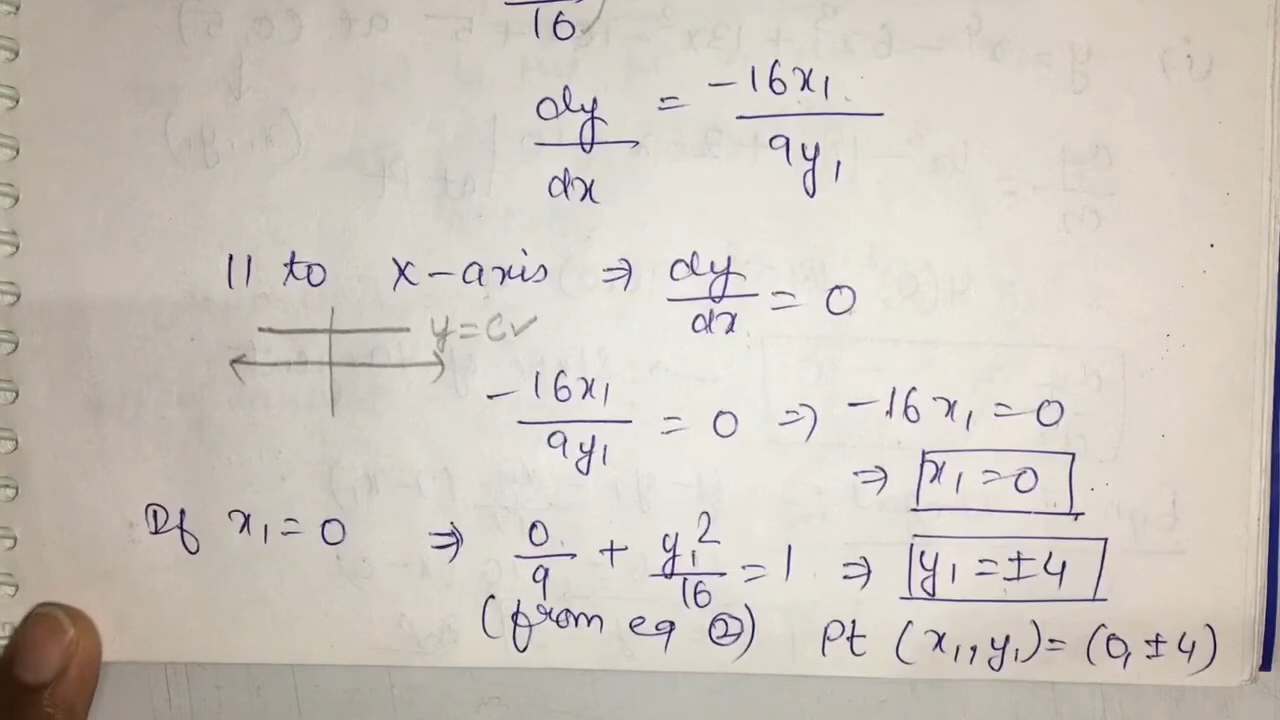 16
dy/dx = -16x₁/9y₁
|| to x-axis ⇒ dy/dx = 0
y=c✓
-16x₁/9y₁ = 0 ⇒ -16x₁ = 0
⇒ x₁ = 0
If x₁ = 0 ⇒ 0/9 + y₁²/16 = 1 ⇒ y₁ = ±4
(from eq ②) Pt (x₁, y₁) = (0, ±4)